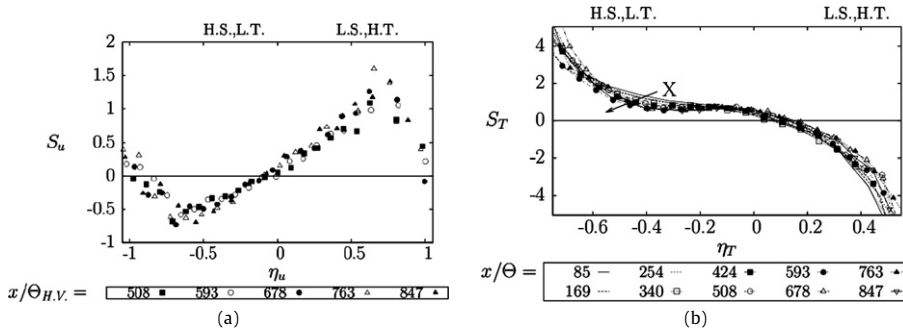 H.S.,L.T. L.S.,H.T.
2
1.5
1
0.5
0
-0.5
-1
S_u
-1 -0.5 0 0.5 1
η_u
x/Θ_{H.V.} =
508 ■ 593 ○ 678 ● 763 △ 847 ▲
(a)
H.S.,L.T. L.S.,H.T.
4
2
0
-2
-4
S_T
X
-0.6 -0.4 -0.2 0 0.2 0.4
η_T
x/Θ =
85 254 424 593 763
169 340 508 678 847
(b)